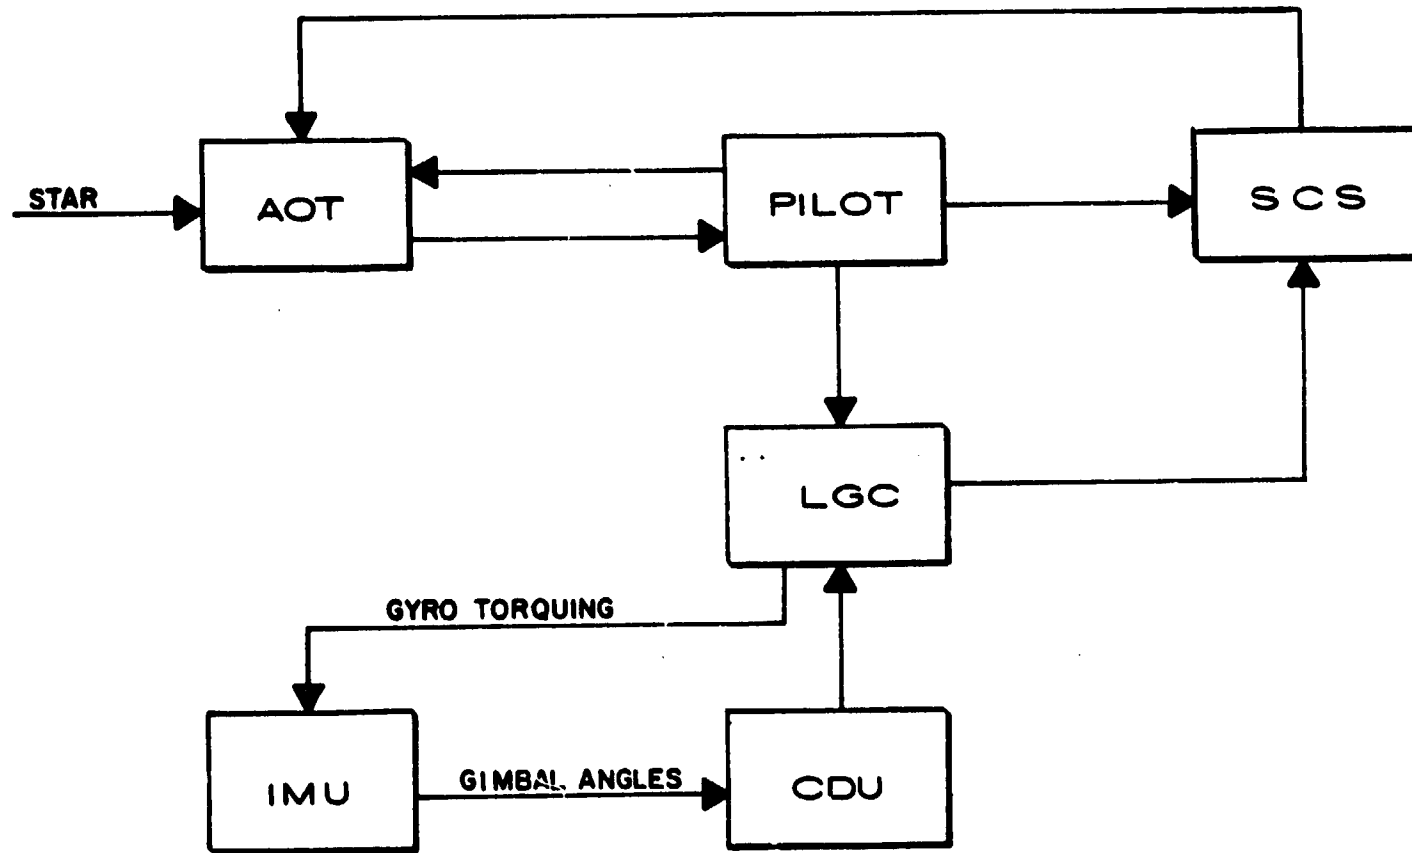 STAR
AOT
PILOT
SCS
LGC
GYRO TORQUING
IMU
GIMBAL ANGLES
CDU